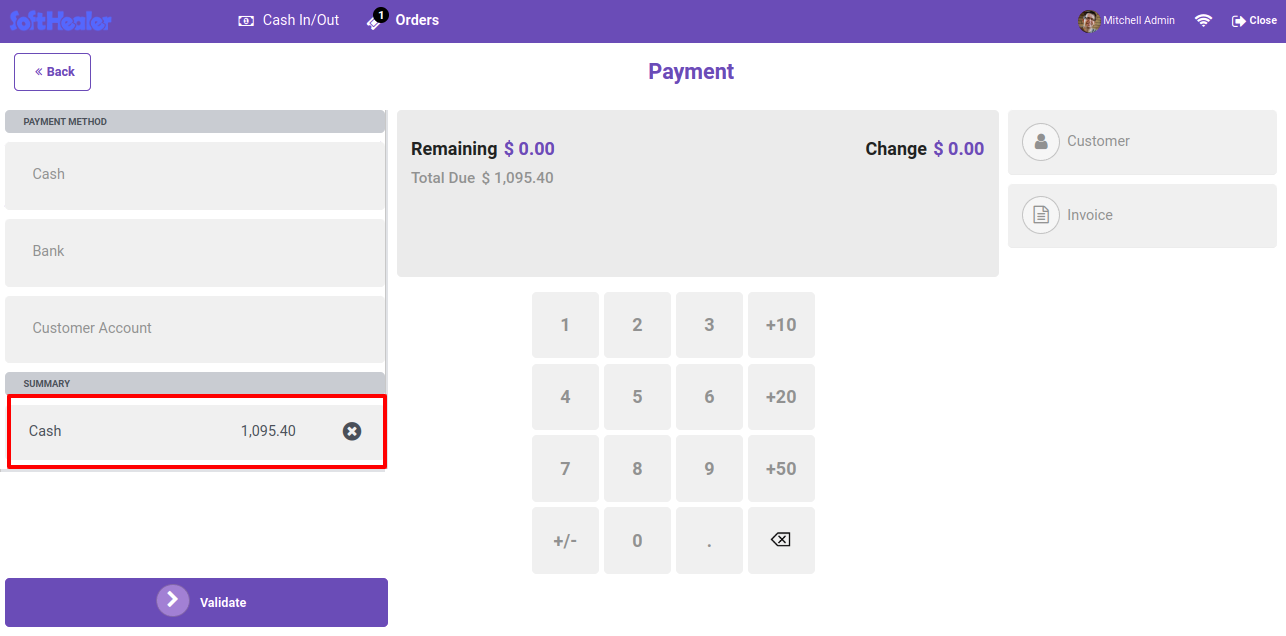 SoftHealer
Cash In/Out
1
Orders
Mitchell Admin
Close
« Back
Payment
PAYMENT METHOD
Cash
Bank
Customer Account
SUMMARY
Cash 1,095.40
Validate
Remaining $ 0.00
Change $ 0.00
Total Due $ 1,095.40
1 2 3 +10
4 5 6 +20
7 8 9 +50
+/- 0 .
Customer
Invoice